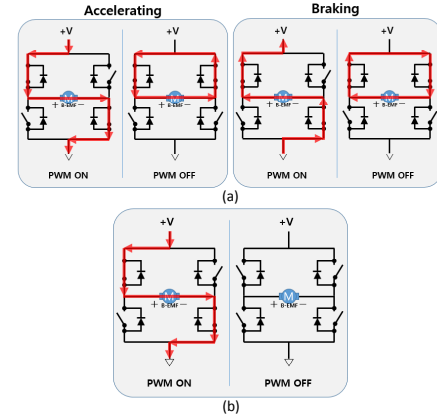 Accelerating Braking
+V +V +V +V
M M M M
+ B-EMF − + B-EMF − + B-EMF − + B-EMF −
PWM ON PWM OFF PWM ON PWM OFF
(a)
+V +V
M M
+ B-EMF − + B-EMF −
PWM ON PWM OFF
(b)